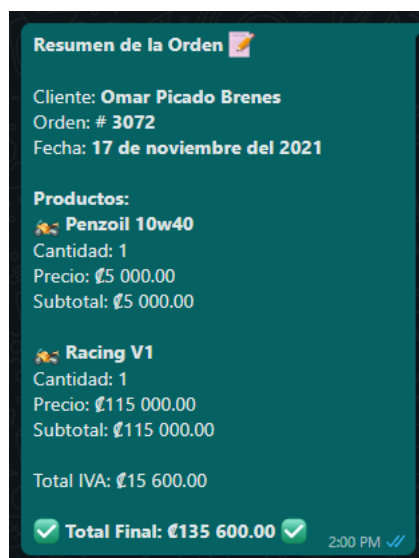 Resumen de la Orden 📝
Cliente: Omar Picado Brenes
Orden: # 3072
Fecha: 17 de noviembre del 2021
Productos:
🏍️ Penzoil 10w40
Cantidad: 1
Precio: ₡5 000.00
Subtotal: ₡5 000.00
🏍️ Racing V1
Cantidad: 1
Precio: ₡115 000.00
Subtotal: ₡115 000.00
Total IVA: ₡15 600.00
✅ Total Final: ₡135 600.00 ✅
2:00 PM